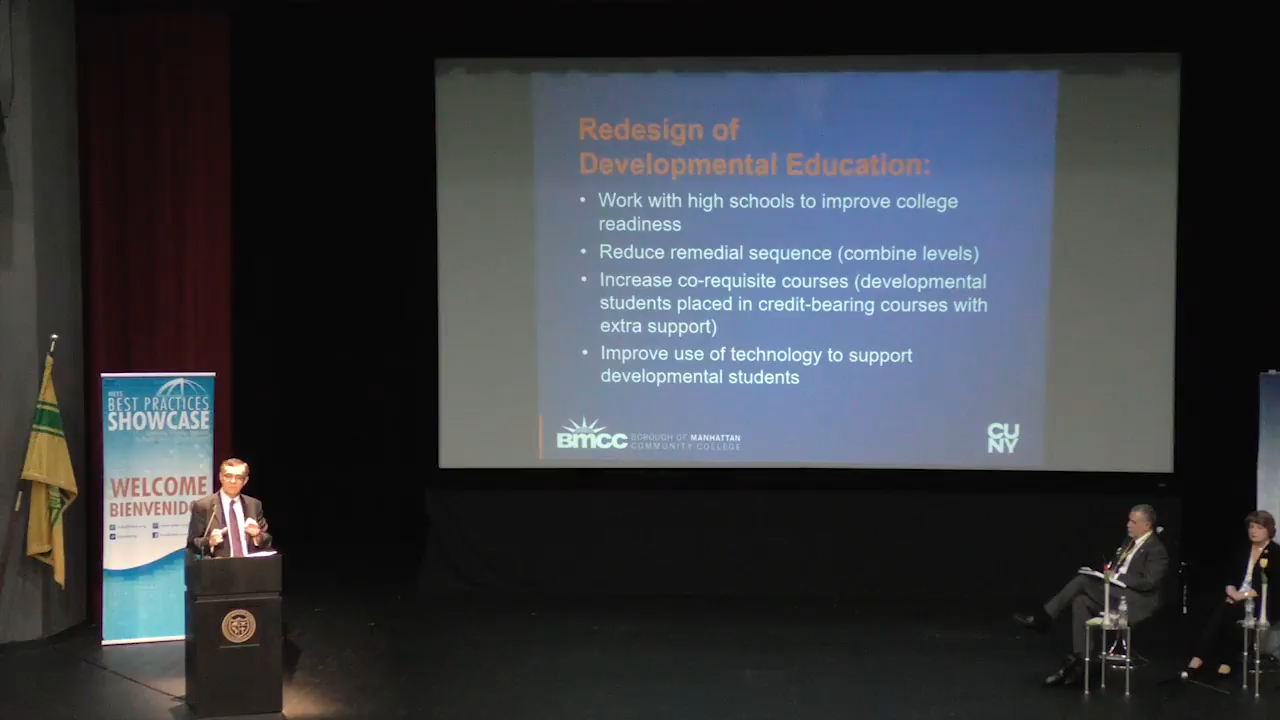 Redesign of
Developmental Education:
• Work with high schools to improve college
readiness
• Reduce remedial sequence (combine levels)
• Increase co-requisite courses (developmental
students placed in credit-bearing courses with
extra support)
• Improve use of technology to support
developmental students
BMCC BOROUGH OF MANHATTAN
COMMUNITY COLLEGE
CU
NY
BEST PRACTICES
SHOWCASE
WELCOME
BIENVENIDO